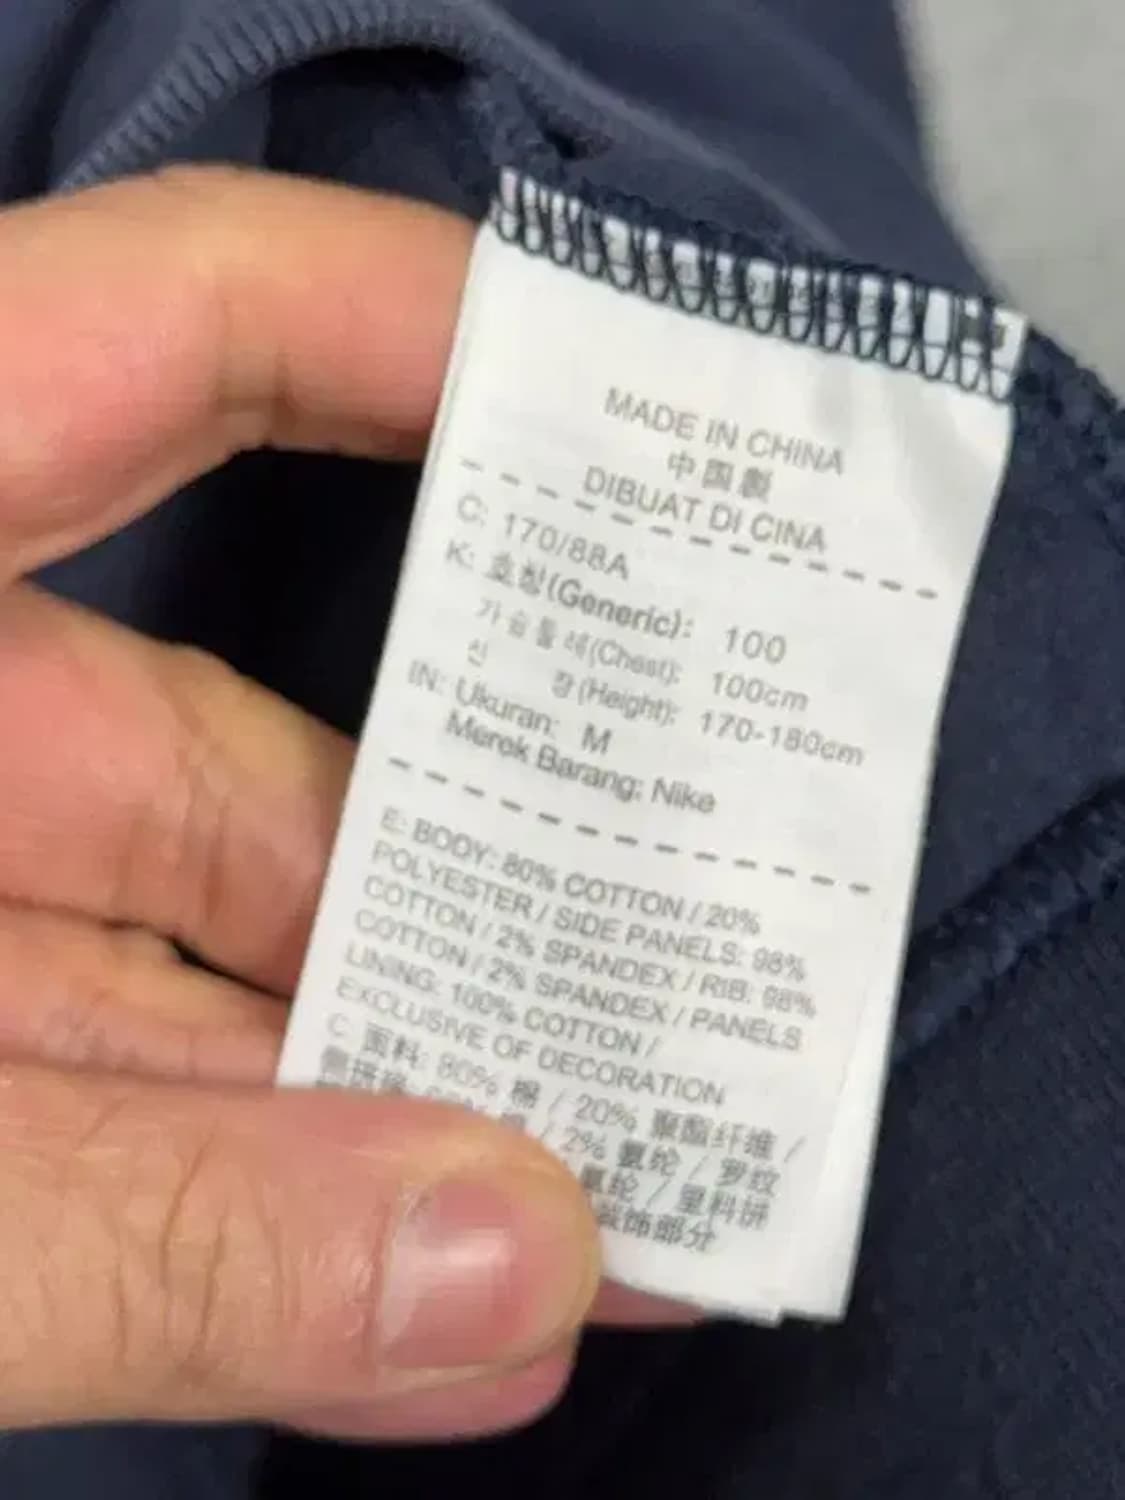 MADE IN CHINA
中国製
DIBUAT DI CINA
C: 170/88A
K: 호칭(Generic): 100
가슴둘레(Chest): 100cm
신 장(Height): 170-180cm
IN: Ukuran: M
Merek Barang: Nike
E: BODY: 80% COTTON / 20%
POLYESTER / SIDE PANELS: 98%
COTTON / 2% SPANDEX / RIB: 98%
COTTON / 2% SPANDEX / PANELS
LINING: 100% COTTON /
EXCLUSIVE OF DECORATION
C: 面料: 80% 棉 / 20% 聚酯纤维 /
/ 2% 氨纶 / 罗纹
氨纶 / 里料拼
装饰部分